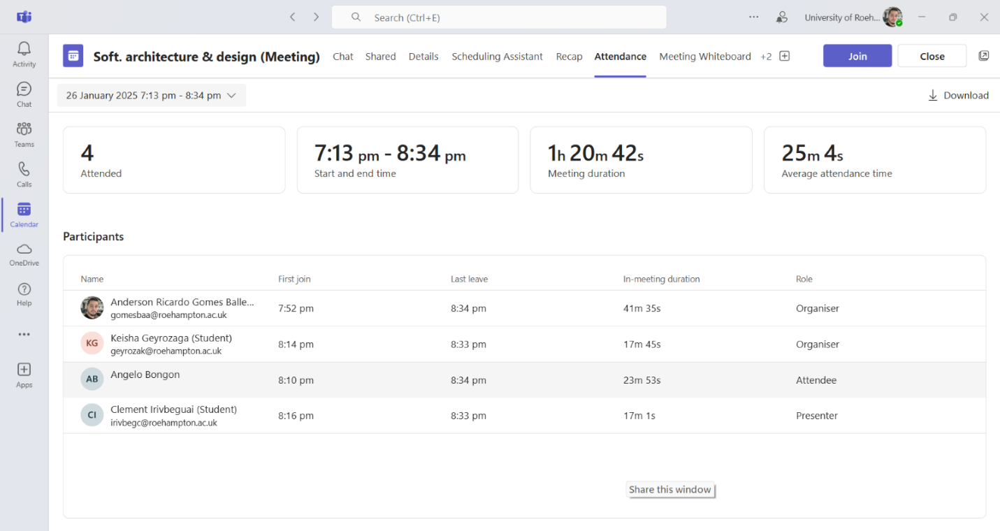 Search (Ctrl+E)
University of Roeh...
Activity
Chat
Teams
Calls
Calendar
OneDrive
Help
Apps
Soft. architecture & design (Meeting)
Chat
Shared
Details
Scheduling Assistant
Recap
Attendance
Meeting Whiteboard
+2
Join
Close
26 January 2025 7:13 pm - 8:34 pm
Download
4
Attended
7:13 pm - 8:34 pm
Start and end time
1h 20m 42s
Meeting duration
25m 4s
Average attendance time
Participants
Name First join Last leave In-meeting duration Role
Anderson Ricardo Gomes Balle...
gomesbaa@roehampton.ac.uk
7:52 pm 8:34 pm 41m 35s Organiser
KG
Keisha Geyrozaga (Student)
geyrozak@roehampton.ac.uk
8:14 pm 8:33 pm 17m 45s Organiser
AB
Angelo Bongon
8:10 pm 8:34 pm 23m 53s Attendee
CI
Clement Irivbeguai (Student)
irivbegc@roehampton.ac.uk
8:16 pm 8:33 pm 17m 1s Presenter
Share this window